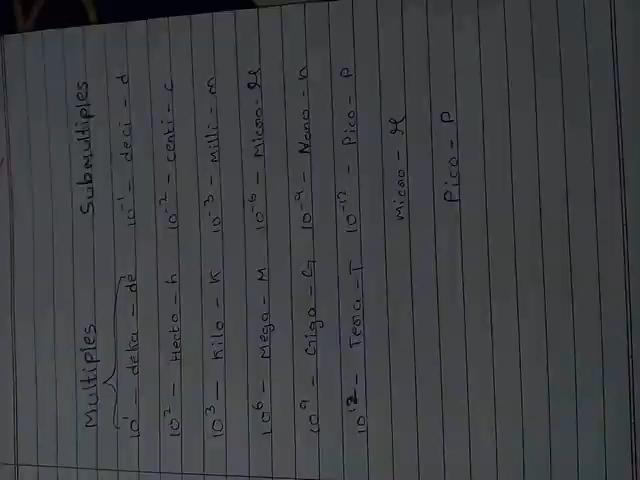 Multiples Submultiples
10¹ – deka – de 10⁻¹ – deci – d
10² – Hecto – h 10⁻² – centi – c
10³ – Kilo – K 10⁻³ – Milli – m
10⁶ – Mega – M 10⁻⁶ – Micro – μ
10⁹ – Giga – G 10⁻⁹ – Nano – n
10¹² – Tera – T 10⁻¹² – Pico – P
Micro – μ
Pico – P